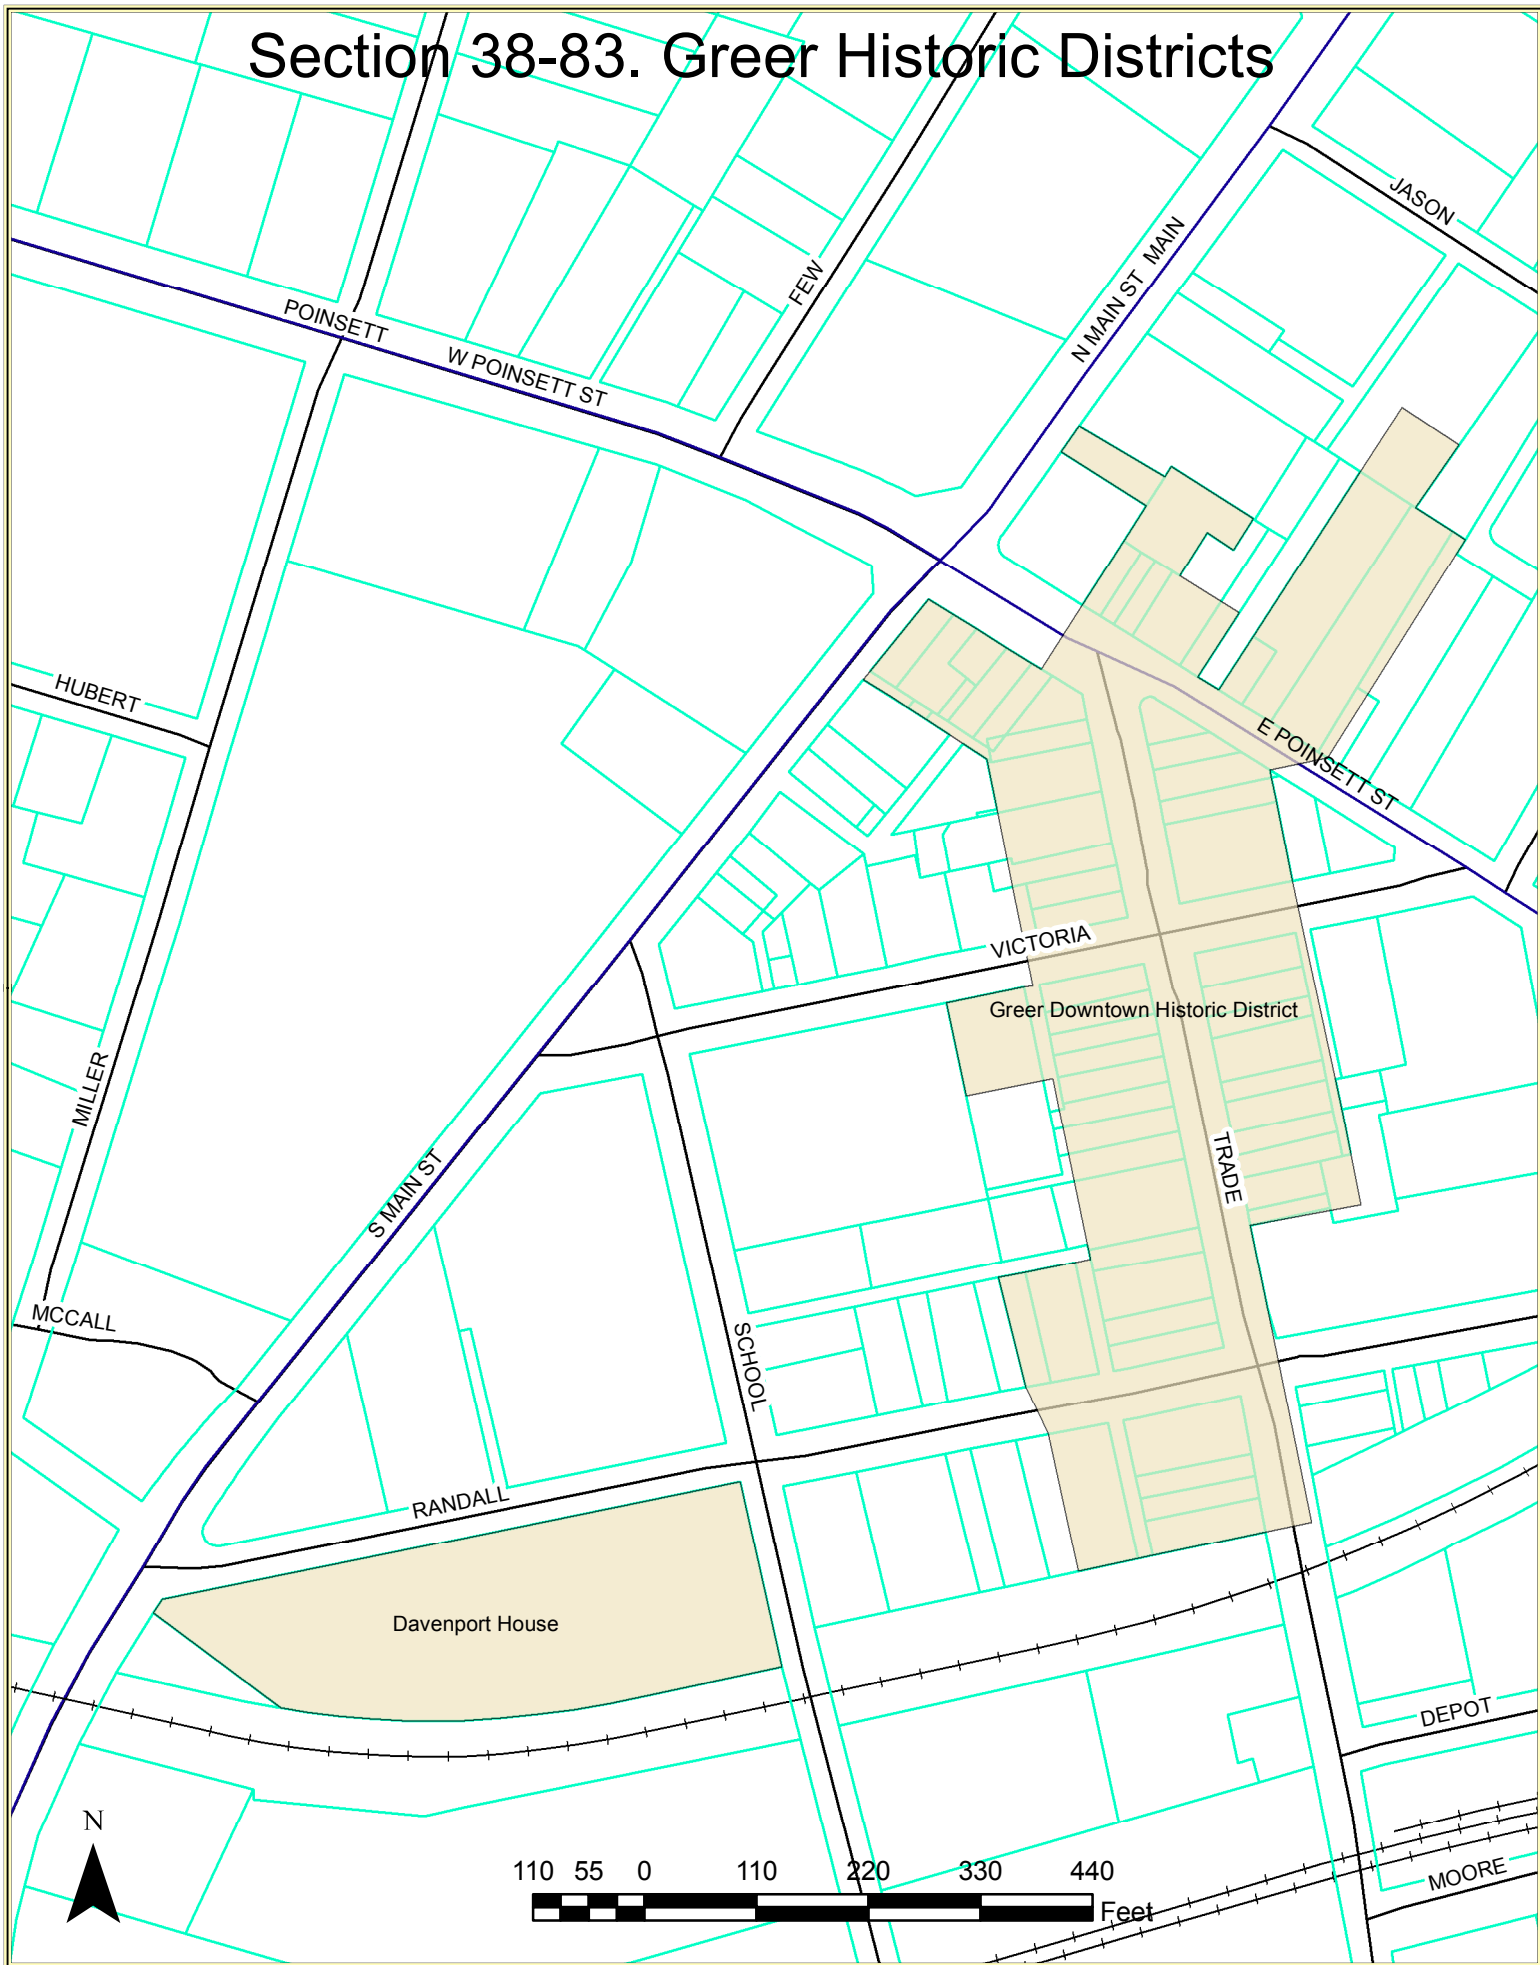 Section 38-83. Greer Historic Districts
JASON
N MAIN ST MAIN
FEW
POINSETT
W POINSETT ST
HUBERT
E POINSETT ST
VICTORIA
Greer Downtown Historic District
MILLER
TRADE
S MAIN ST
MCCALL
SCHOOL
RANDALL
Davenport House
DEPOT
N
110 55 0 110 220 330 440
MOORE
Feet